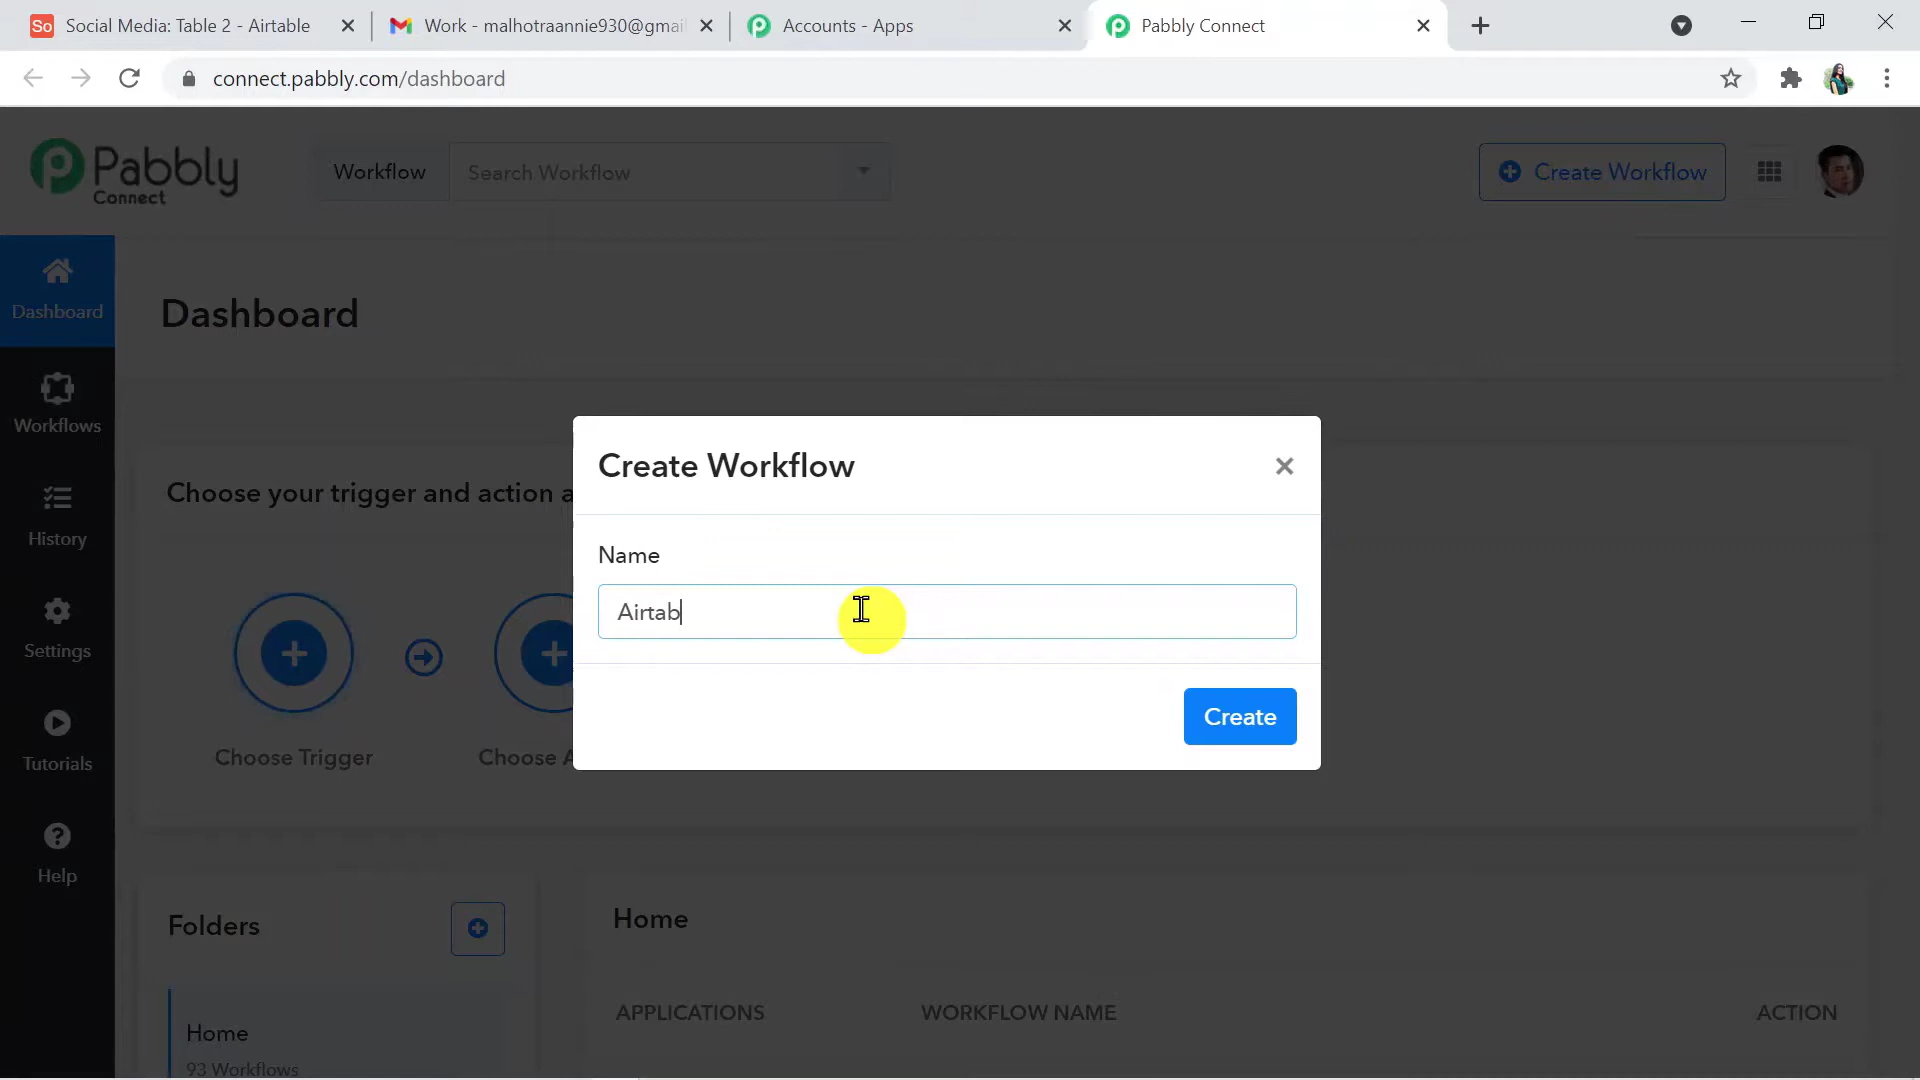 So Social Media: Table 2 - Airtable
Work - malhotraannie930@gmai
Accounts - Apps
Pabbly Connect
connect.pabbly.com/dashboard
Pabbly
Connect
Workflow
Search Workflow
Create Workflow
Dashboard
Dashboard
Workflows
History
Settings
Tutorials
Help
Choose your trigger and action a
Choose Trigger
Choose A
Create Workflow
Name
Airtab
Create
Folders
Home
93 Workflows
Home
APPLICATIONS
WORKFLOW NAME
ACTION